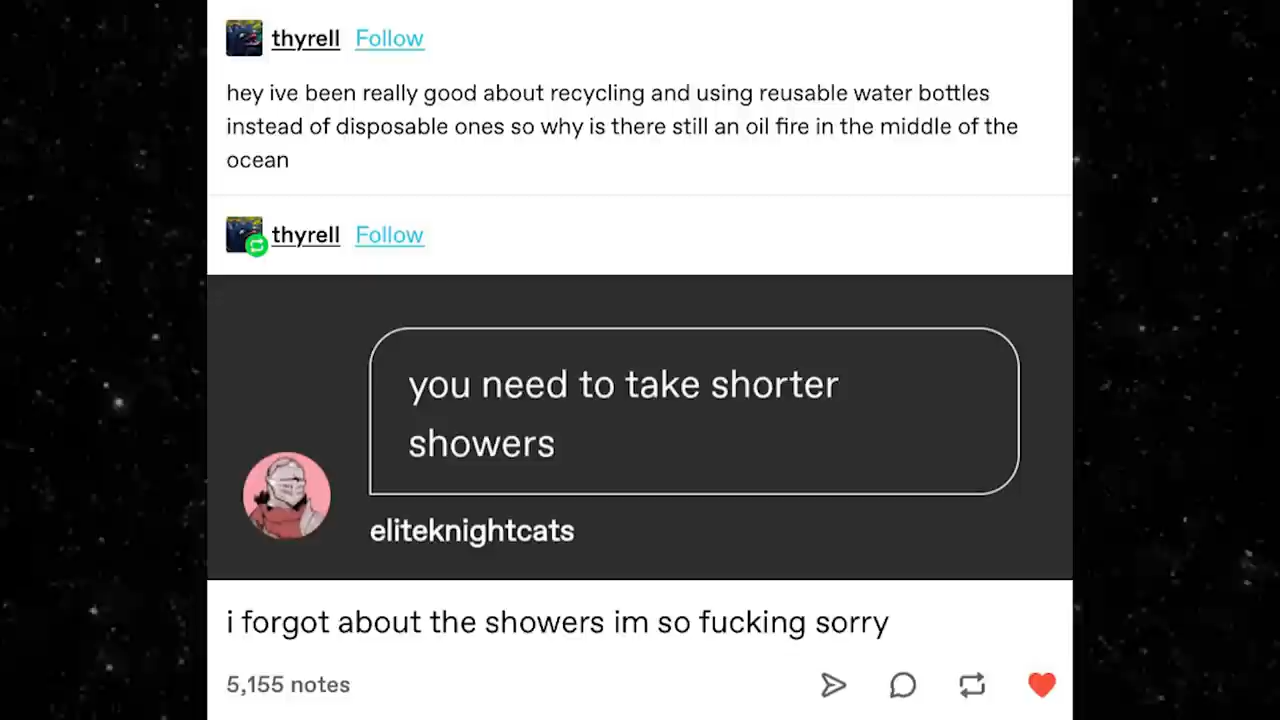 thyrell Follow
hey ive been really good about recycling and using reusable water bottles
instead of disposable ones so why is there still an oil fire in the middle of the
ocean
thyrell Follow
you need to take shorter
showers
eliteknightcats
i forgot about the showers im so fucking sorry
5,155 notes